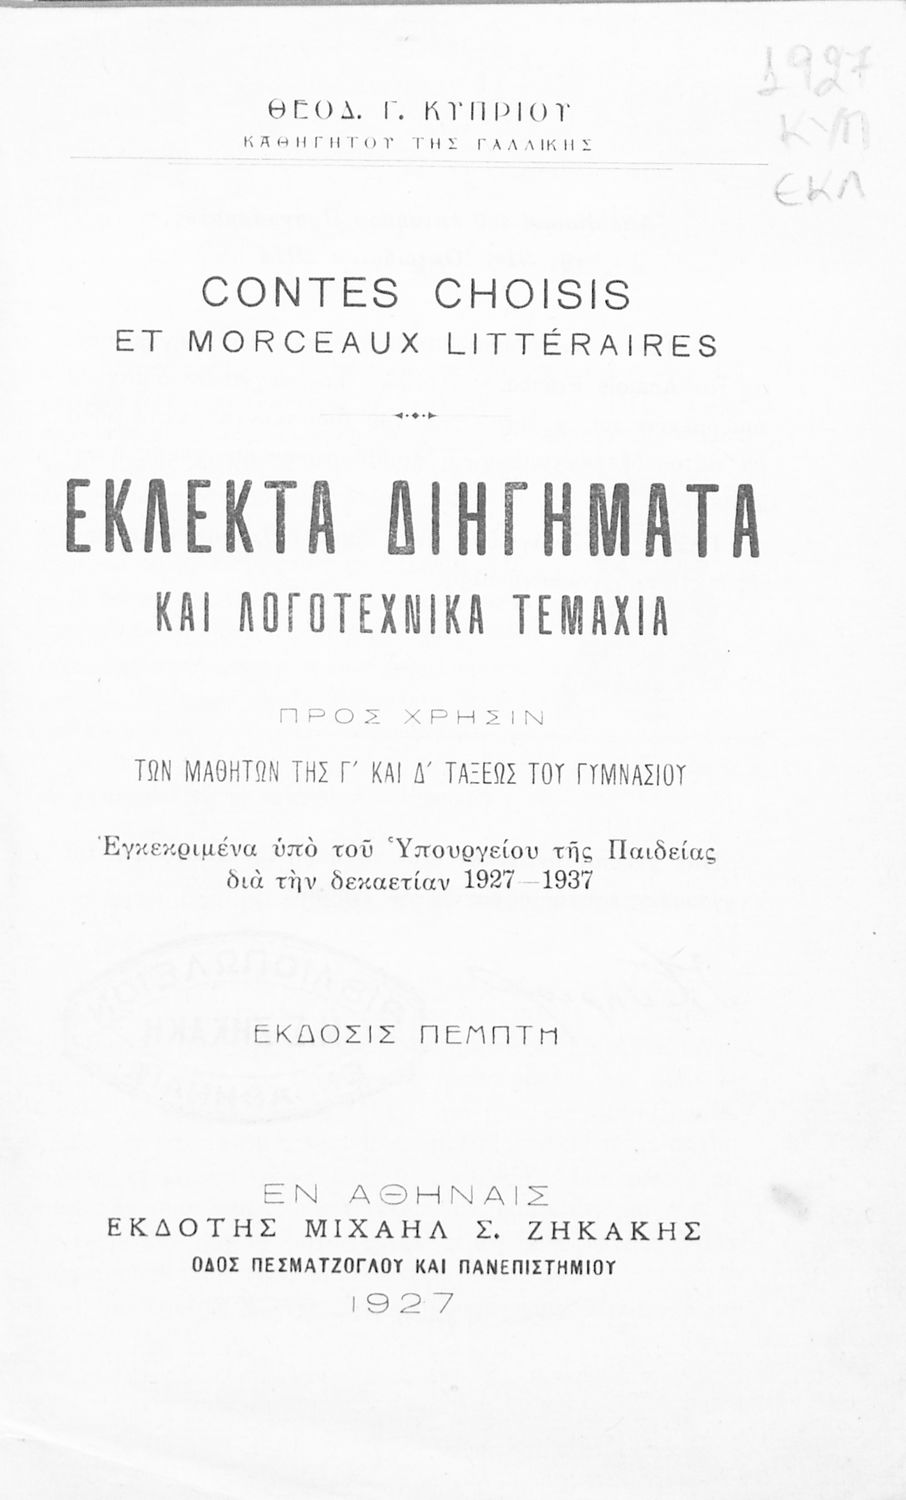 1927
ΚΥΠ
ΕΚΛ
ΘΕΟΔ. Γ. ΚΥΠΡΙΟΥ
ΚΑΘΗΓΗΤΟΥ ΤΗΣ ΓΑΛΛΙΚΗΣ
CONTES CHOISIS
ET MORCEAUX LITTÉRAIRES
ΕΚΛΕΚΤΑ ΔΙΗΓΗΜΑΤΑ
ΚΑΙ ΛΟΓΟΤΕΧΝΙΚΑ ΤΕΜΑΧΙΑ
ΠΡΟΣ ΧΡΗΣΙΝ
ΤΩΝ ΜΑΘΗΤΩΝ ΤΗΣ Γ′ ΚΑΙ Δ′ ΤΑΞΕΩΣ ΤΟΥ ΓΥΜΝΑΣΙΟΥ
Ἐγκεκριμένα ὑπὸ τοῦ Ὑπουργείου τῆς Παιδείας
διὰ τὴν δεκαετίαν 1927—1937
ΕΚΔΟΣΙΣ ΠΕΜΠΤΗ
ΕΝ ΑΘΗΝΑΙΣ
ΕΚΔΟΤΗΣ ΜΙΧΑΗΛ Σ. ΖΗΚΑΚΗΣ
ΟΔΟΣ ΠΕΣΜΑΤΖΟΓΛΟΥ ΚΑΙ ΠΑΝΕΠΙΣΤΗΜΙΟΥ
1927